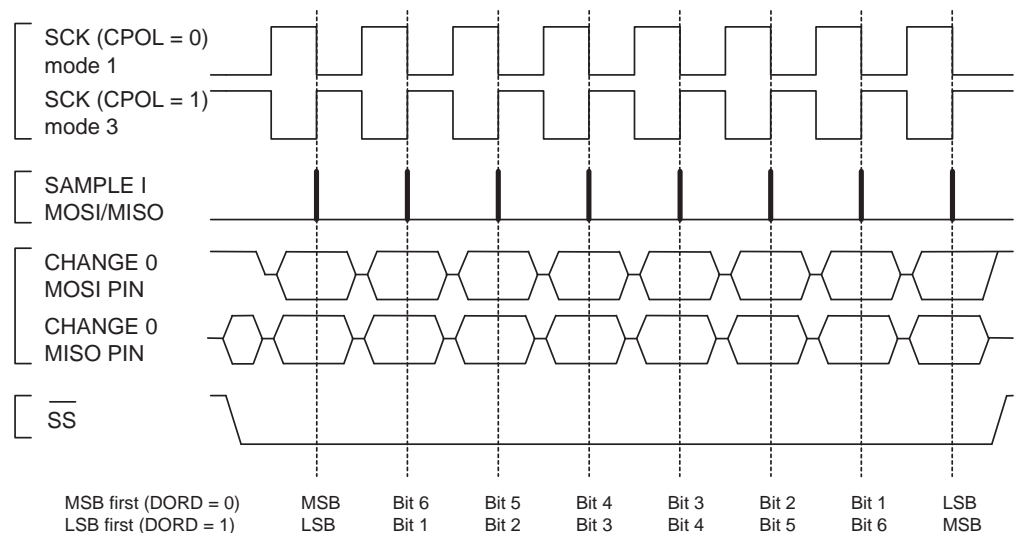 SCK (CPOL = 0)
mode 1
SCK (CPOL = 1)
mode 3
SAMPLE I
MOSI/MISO
CHANGE 0
MOSI PIN
CHANGE 0
MISO PIN
SS
MSB first (DORD = 0) MSB Bit 6 Bit 5 Bit 4 Bit 3 Bit 2 Bit 1 LSB
LSB first (DORD = 1) LSB Bit 1 Bit 2 Bit 3 Bit 4 Bit 5 Bit 6 MSB